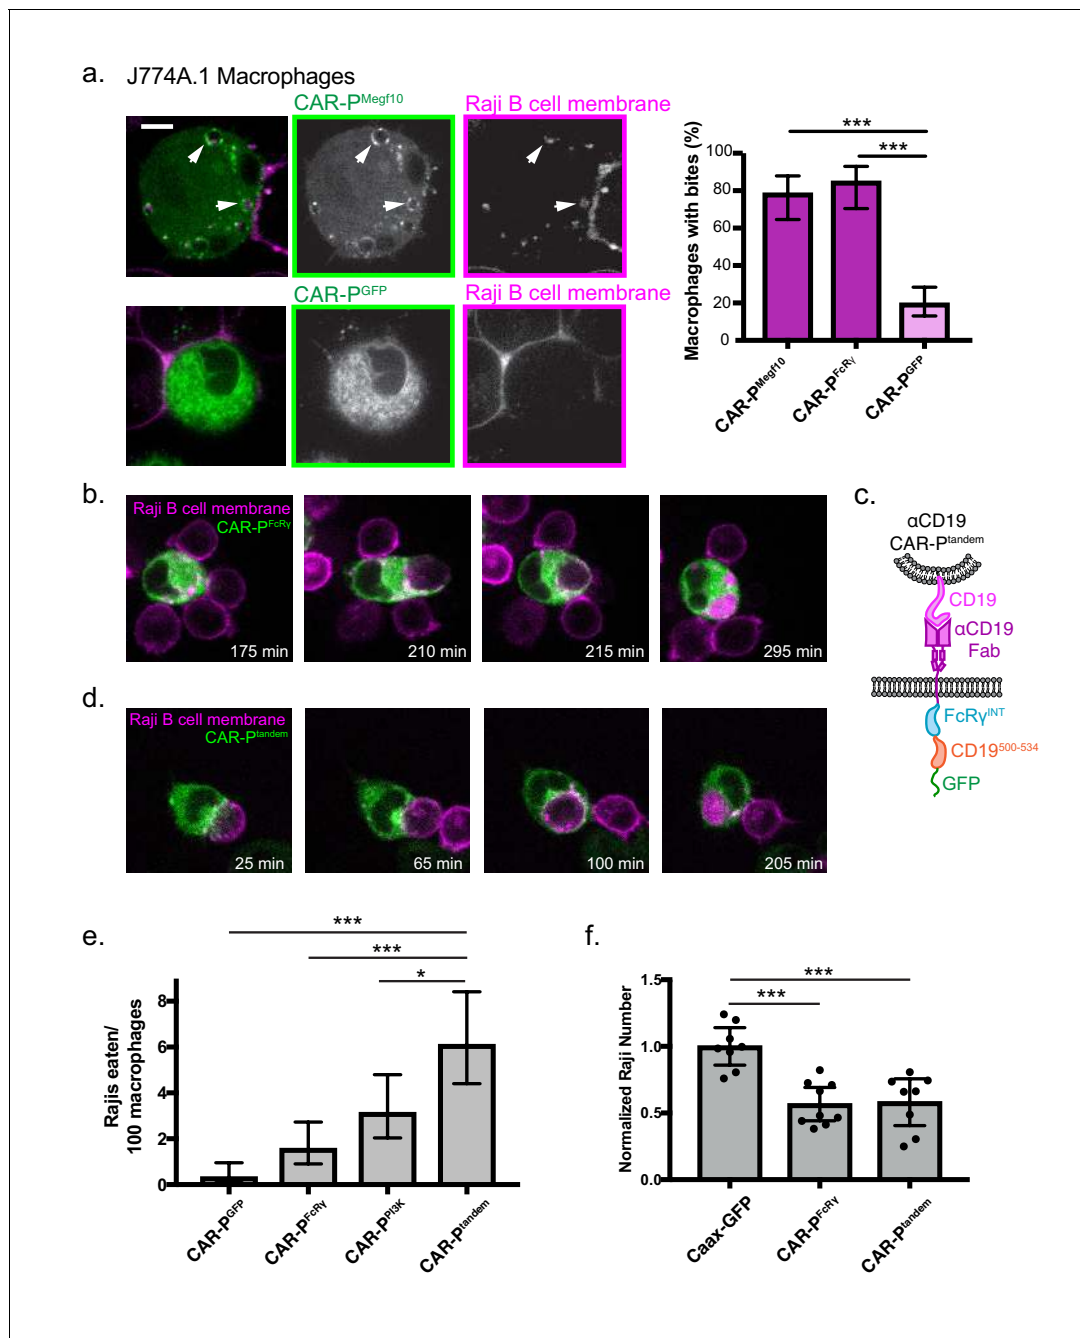 a. J774A.1 Macrophages
CAR-P^Megf10
Raji B cell membrane
CAR-P^GFP
Raji B cell membrane
***
***
Macrophages with bites (%)
100
80
60
40
20
0
CAR-P^Megf10
CAR-P^FcRγ
CAR-P^GFP
b.
Raji B cell membrane
CAR-P^FcRγ
175 min
210 min
215 min
295 min
c.
αCD19
CAR-P^tandem
CD19
αCD19
Fab
FcRγ^INT
CD19^500-534
GFP
d.
Raji B cell membrane
CAR-P^tandem
25 min
65 min
100 min
205 min
e.
***
***
*
Rajis eaten/
100 macrophages
8
6
4
2
0
CAR-P^GFP
CAR-P^FcRγ
CAR-P^PI3K
CAR-P^tandem
f.
***
***
Normalized Raji Number
1.5
1.0
0.5
0.0
Caax-GFP
CAR-P^FcRγ
CAR-P^tandem